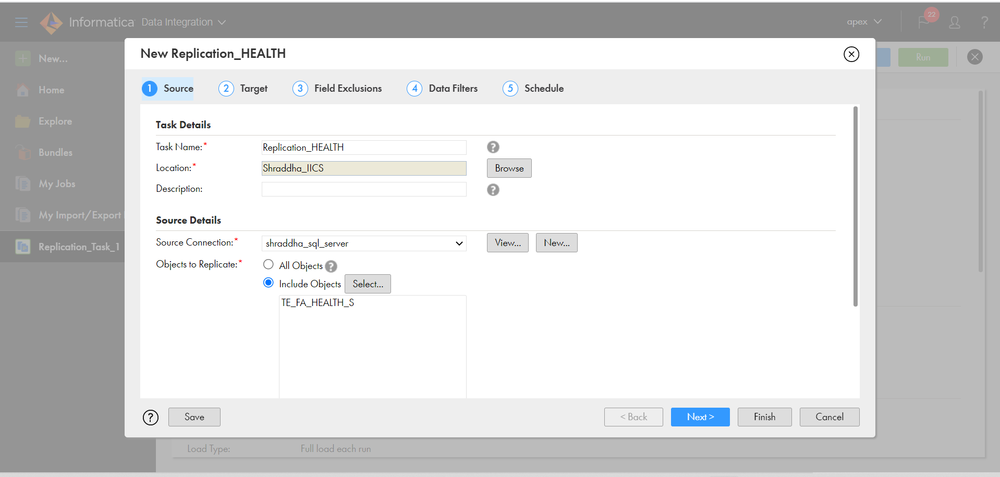 Informatica Data Integration
apex
22
?
New...
Home
Explore
Bundles
My Jobs
My Import/Export
Replication_Task_1
Run
New Replication_HEALTH
1 Source
2 Target
3 Field Exclusions
4 Data Filters
5 Schedule
Task Details
Task Name:* Replication_HEALTH ?
Location:* Shraddha_IICS Browse
Description: ?
Source Details
Source Connection:* shraddha_sql_server View... New...
Objects to Replicate:* All Objects ?
Include Objects Select...
TE_FA_HEALTH_S
? Save < Back Next > Finish Cancel
Load Type: Full load each run